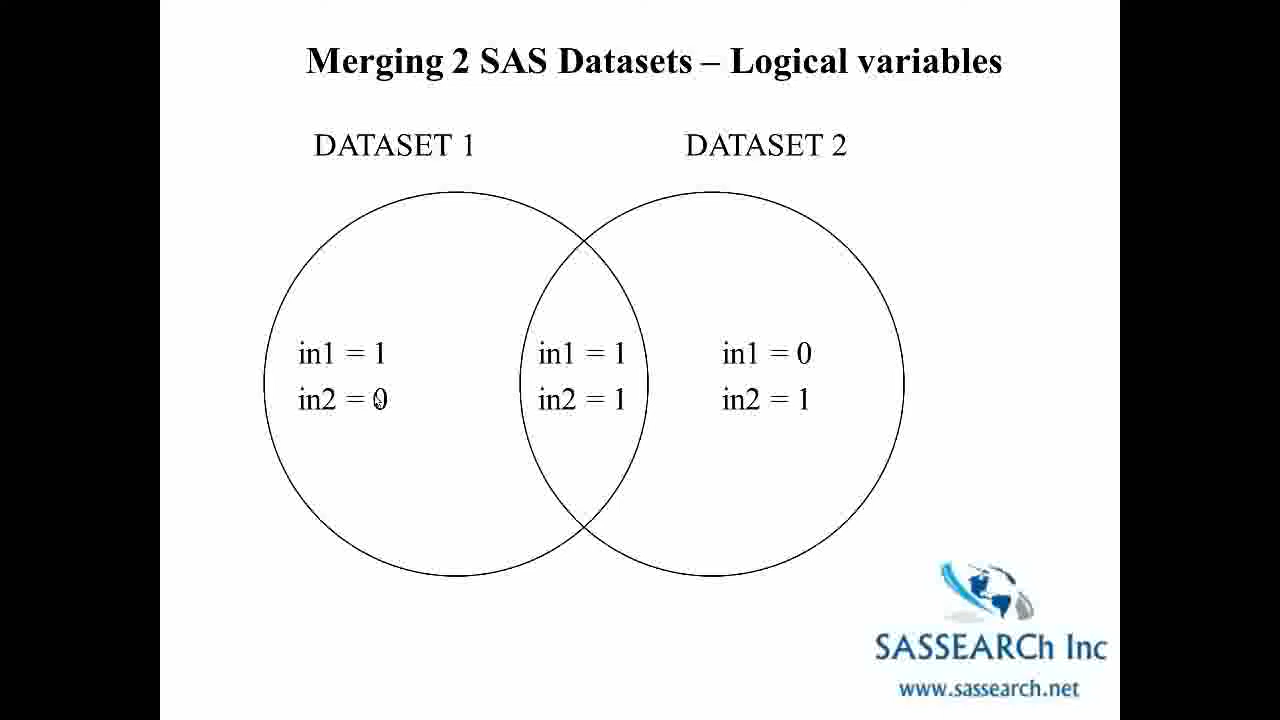 Merging 2 SAS Datasets – Logical variables
DATASET 1 DATASET 2
in1 = 1 in1 = 1 in1 = 0
in2 = 0 in2 = 1 in2 = 1
SASSEARCh Inc
www.sassearch.net